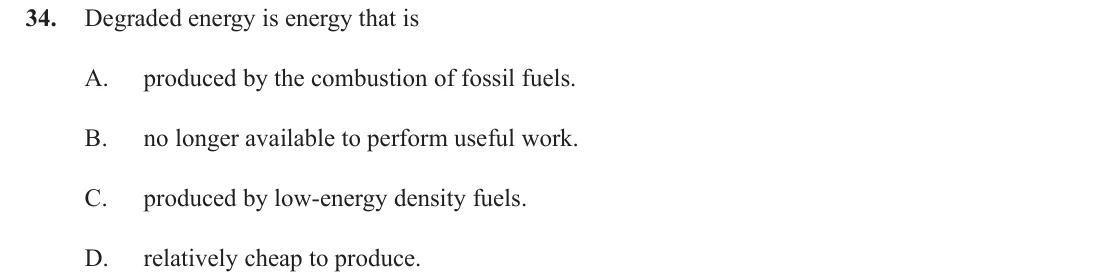 34. Degraded energy is energy that is
A. produced by the combustion of fossil fuels.
B. no longer available to perform useful work.
C. produced by low-energy density fuels.
D. relatively cheap to produce.